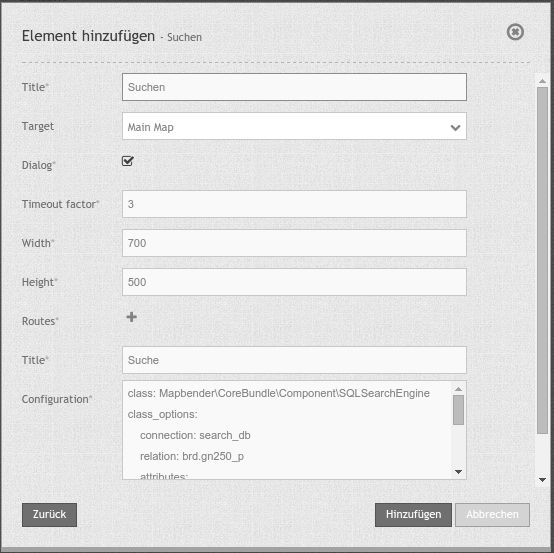 Element hinzufügen - Suchen
Title* Suchen
Target Main Map
Dialog*
Timeout factor* 3
Width* 700
Height* 500
Routes*
Title* Suche
Configuration* class: Mapbender\CoreBundle\Component\SQLSearchEngine
class_options:
connection: search_db
relation: brd.gn250_p
attributes:
Zurück Hinzufügen Abbrechen